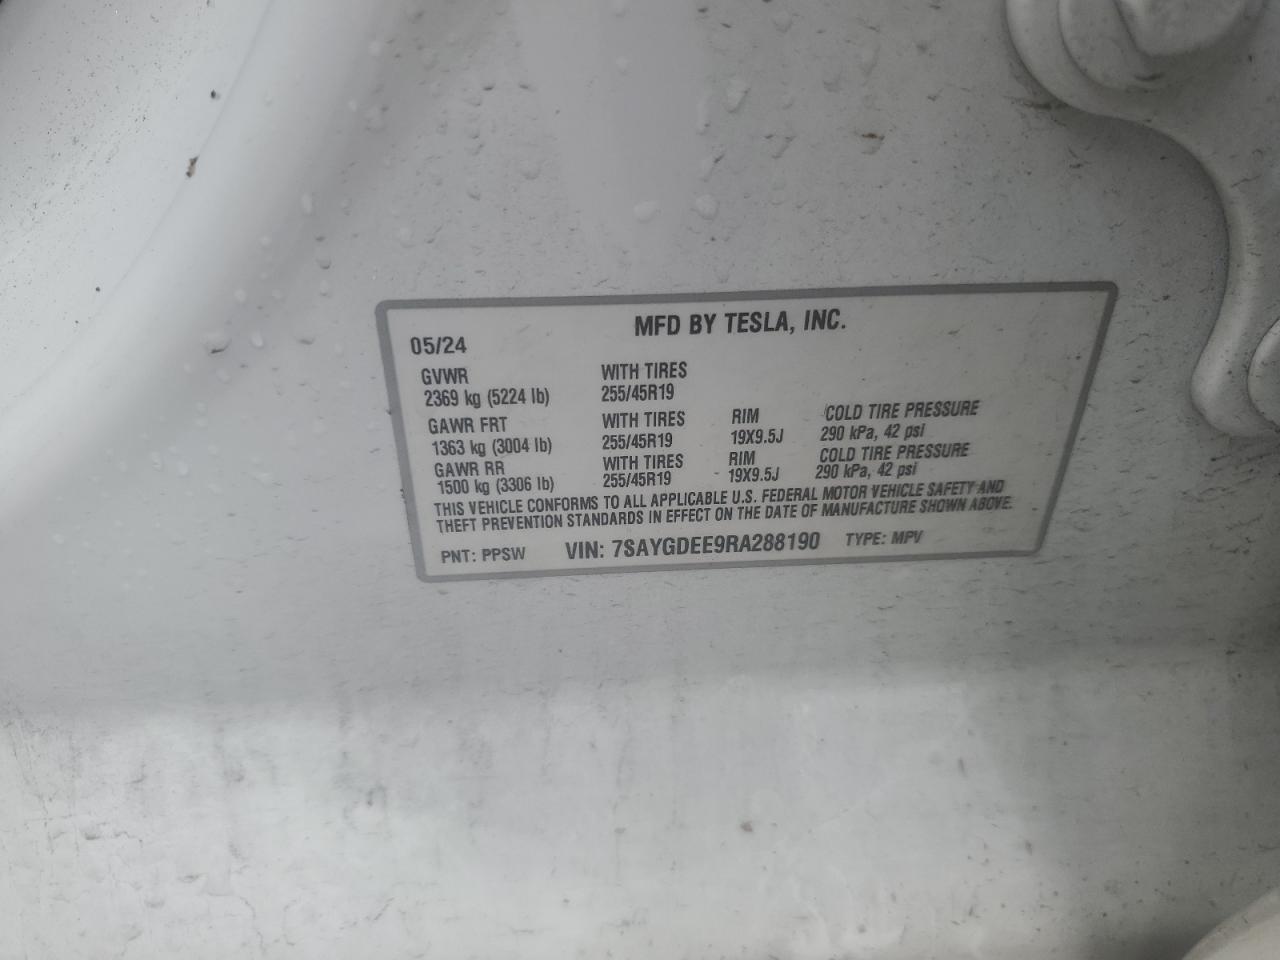 MFD BY TESLA, INC.
05/24
GVWR WITH TIRES
2369 kg (5224 lb) 255/45R19
GAWR FRT WITH TIRES RIM COLD TIRE PRESSURE
1363 kg (3004 lb) 255/45R19 19X9.5J 290 kPa, 42 psi
GAWR RR WITH TIRES RIM COLD TIRE PRESSURE
1500 kg (3306 lb) 255/45R19 19X9.5J 290 kPa, 42 psi
THIS VEHICLE CONFORMS TO ALL APPLICABLE U.S. FEDERAL MOTOR VEHICLE SAFETY AND
THEFT PREVENTION STANDARDS IN EFFECT ON THE DATE OF MANUFACTURE SHOWN ABOVE.
PNT: PPSW VIN: 7SAYGDEE9RA288190 TYPE: MPV